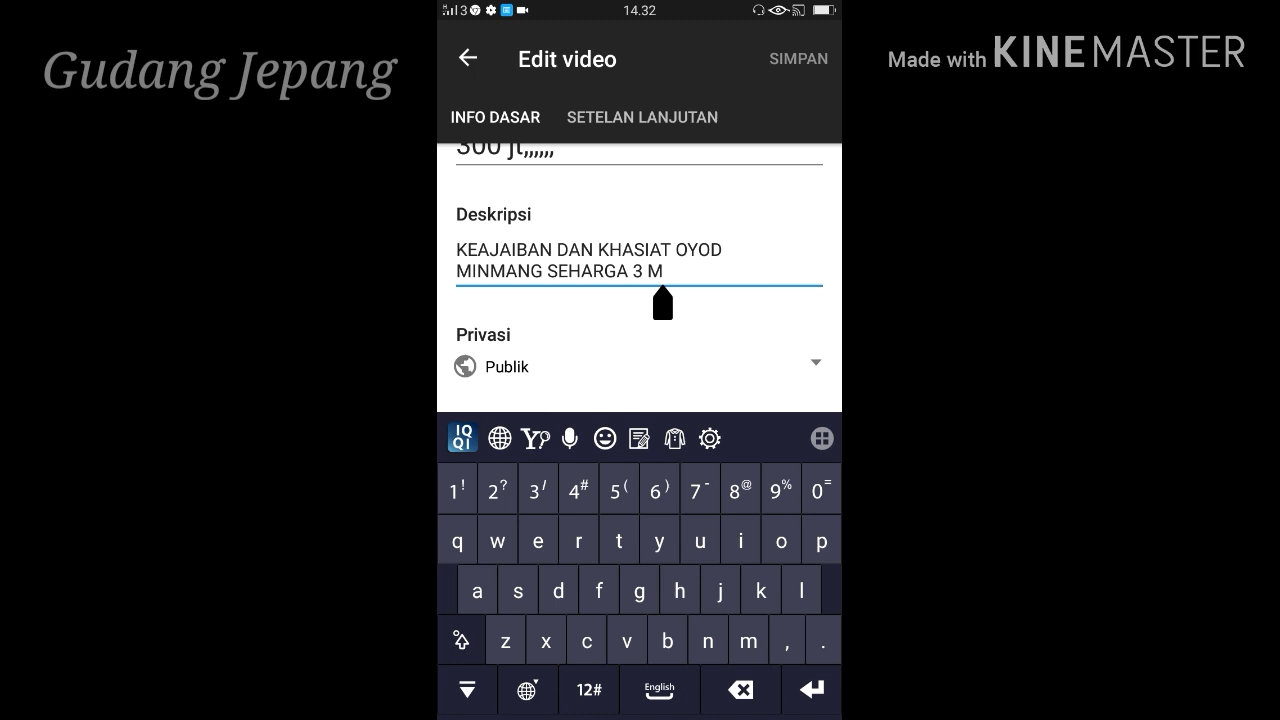 3 14.32
Gudang Jepang
Made with KINEMASTER
Edit video SIMPAN
INFO DASAR SETELAN LANJUTAN
300 jt,,,,,,
Deskripsi
KEAJAIBAN DAN KHASIAT OYOD
MINMANG SEHARGA 3 M
Privasi
Publik
IQQI
1! 2? 3/ 4# 5( 6) 7- 8@ 9% 0=
q w e r t y u i o p
a s d f g h j k l
z x c v b n m , .
12# English